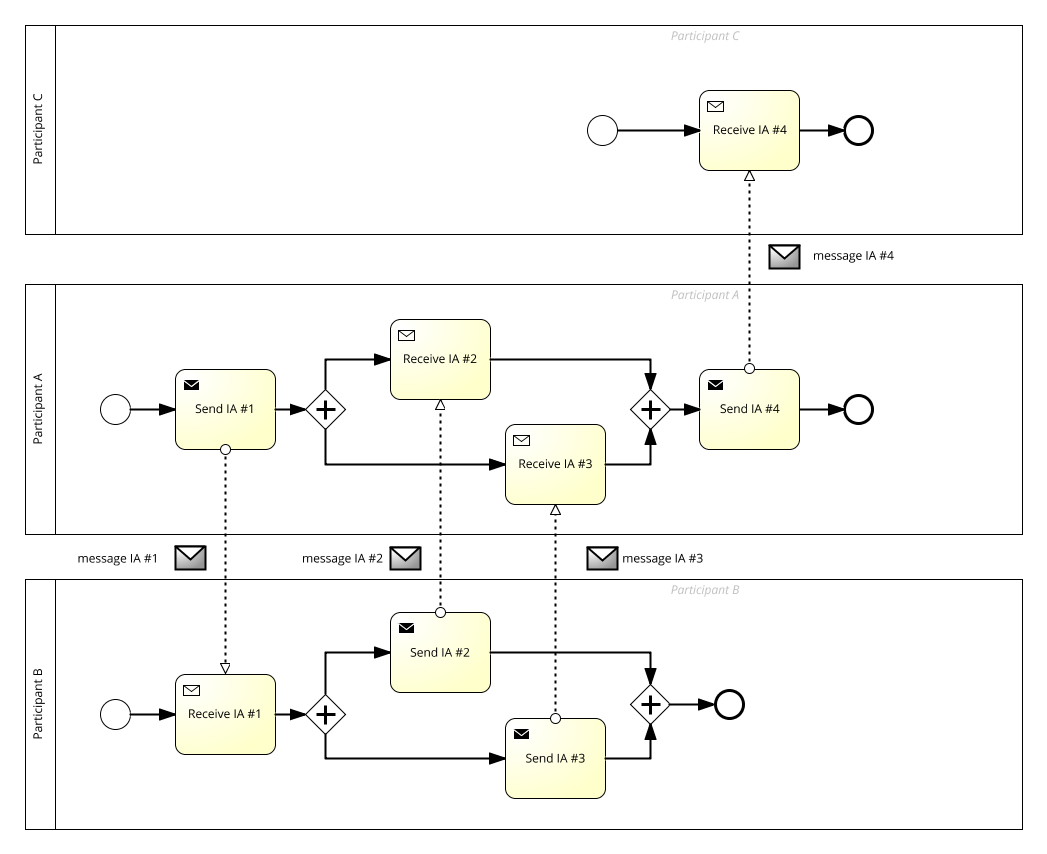 Participant C
Participant C
Receive IA #4
message IA #4
Participant A
Participant A
Receive IA #2
Send IA #1
Send IA #4
Receive IA #3
message IA #1
message IA #2
message IA #3
Participant B
Participant B
Send IA #2
Receive IA #1
Send IA #3